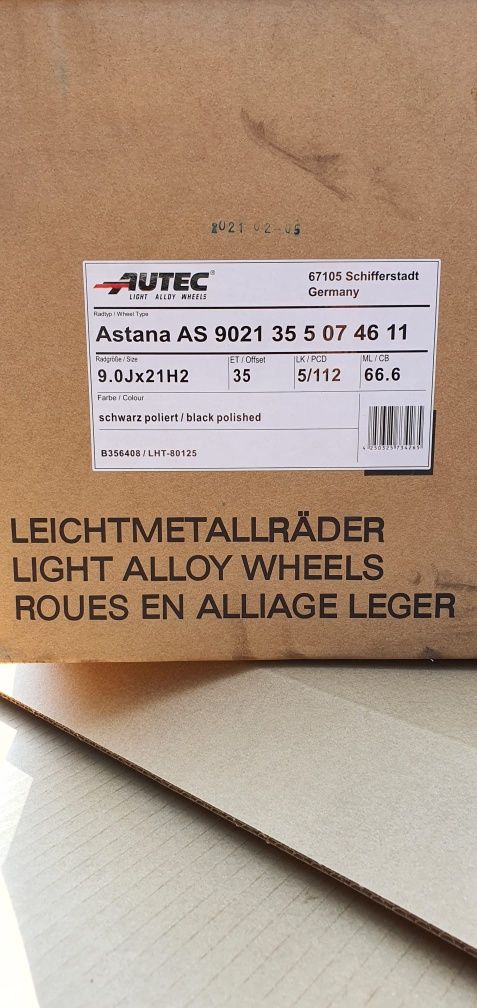 2021 02-05
AUTEC®
LIGHT ALLOY WHEELS
67105 Schifferstadt
Germany
Radtyp / Wheel Type
Astana AS 9021 35 5 07 46 11
Radgröße / Size ET / Offset LK / PCD ML / CB
9.0Jx21H2 35 5/112 66.6
Farbe / Colour
schwarz poliert / black polished
B356408 / LHT-80125
LEICHTMETALLRÄDER
LIGHT ALLOY WHEELS
ROUES EN ALLIAGE LEGER